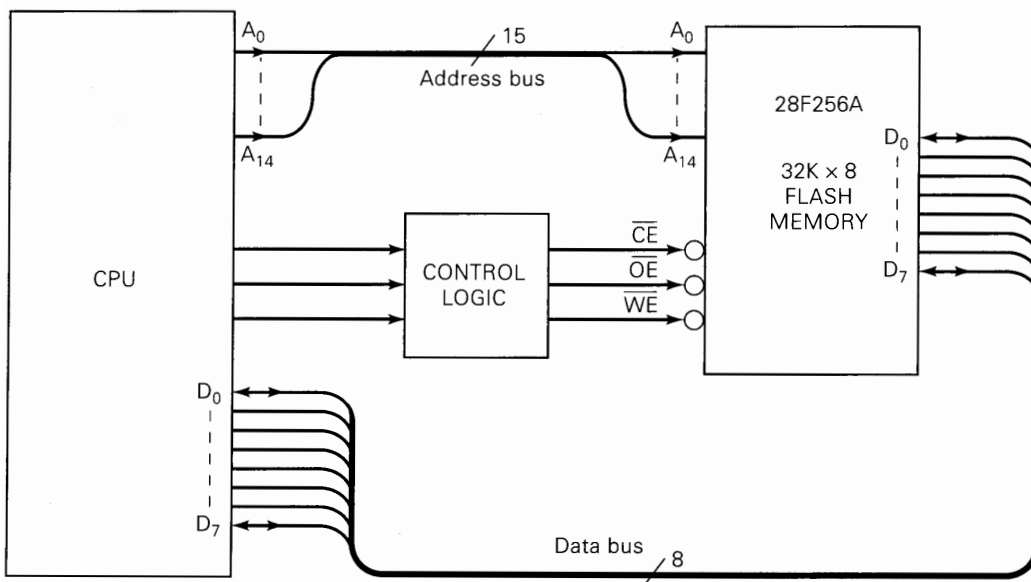 A0
15
A0
Address bus
A14
A14
28F256A
32K × 8
FLASH
MEMORY
D0
D7
CPU
CONTROL
LOGIC
CE
OE
WE
D0
D7
Data bus
8